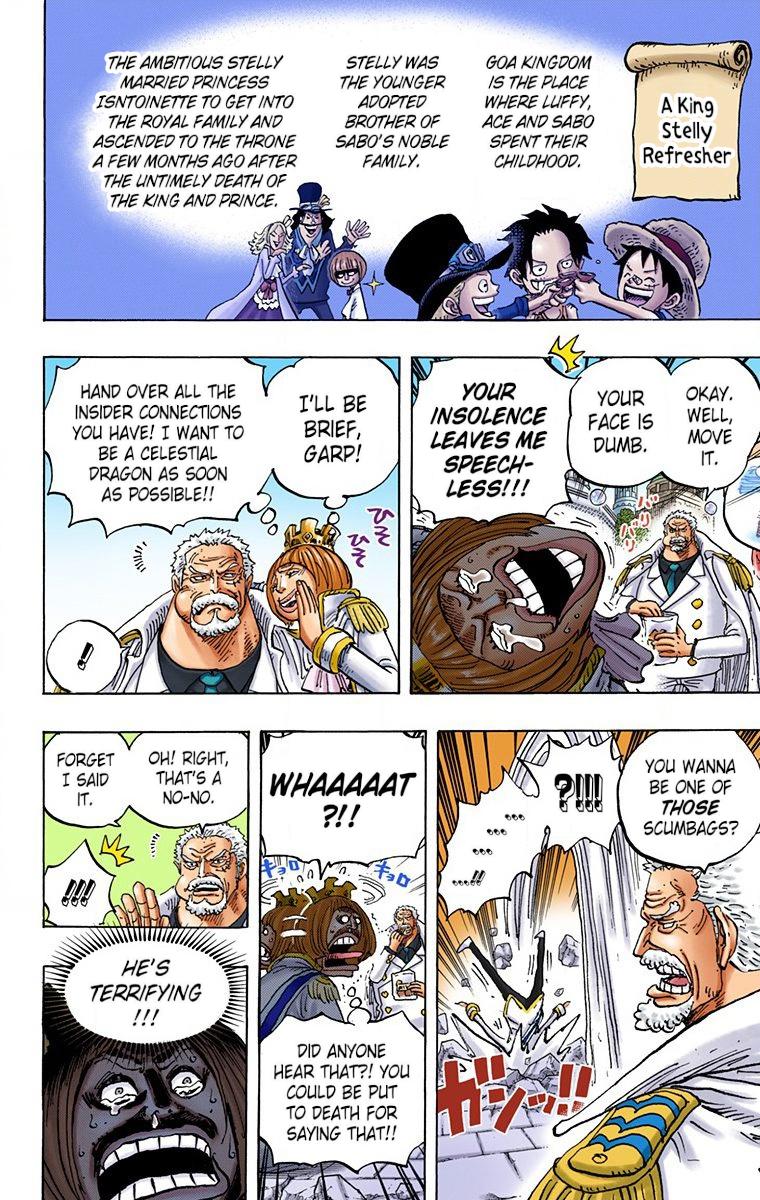 A King
Stelly
Refresher
GOA KINGDOM
IS THE PLACE
WHERE LUFFY,
ACE AND SABO
SPENT THEIR
CHILDHOOD.
STELLY WAS
THE YOUNGER
ADOPTED
BROTHER OF
SABO'S NOBLE
FAMILY.
THE AMBITIOUS STELLY
MARRIED PRINCESS
ISNTOINETTE TO GET INTO
THE ROYAL FAMILY AND
ASCENDED TO THE THRONE
A FEW MONTHS AGO AFTER
THE UNTIMELY DEATH OF
THE KING AND PRINCE.
OKAY.
WELL,
MOVE
IT.
YOUR
FACE IS
DUMB.
YOUR
INSOLENCE
LEAVES ME
SPEECH-
LESS!!!
バリ
バリ
I'LL BE
BRIEF,
GARP!
HAND OVER ALL THE
INSIDER CONNECTIONS
YOU HAVE! I WANT TO
BE A CELESTIAL
DRAGON AS SOON
AS POSSIBLE!!
ひそ
ひそ
!
YOU WANNA
BE ONE OF
THOSE
SCUMBAGS?
?!!!
...
...
...!!
ガンッ!!
WHAAAAAT
?!!
キョロ
キョロ
DID ANYONE
HEAR THAT?! YOU
COULD BE PUT
TO DEATH FOR
SAYING THAT!!
OH! RIGHT,
THAT'S A
NO-NO.
FORGET
I SAID
IT.
!!!
HE'S
TERRIFYING
!!!